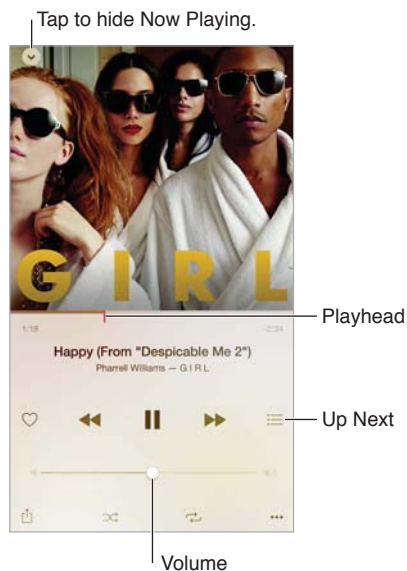 Tap to hide Now Playing.
G I R L
Playhead
1:18 -2:34
Happy (From "Despicable Me 2")
Pharrell Williams — G I R L
Up Next
Volume